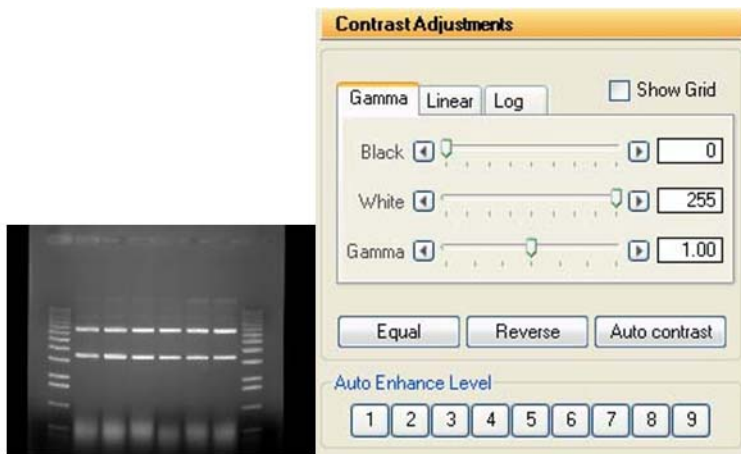 Contrast Adjustments
Gamma Linear Log Show Grid
Black 0
White 255
Gamma 1.00
Equal Reverse Auto contrast
Auto Enhance Level
1 2 3 4 5 6 7 8 9